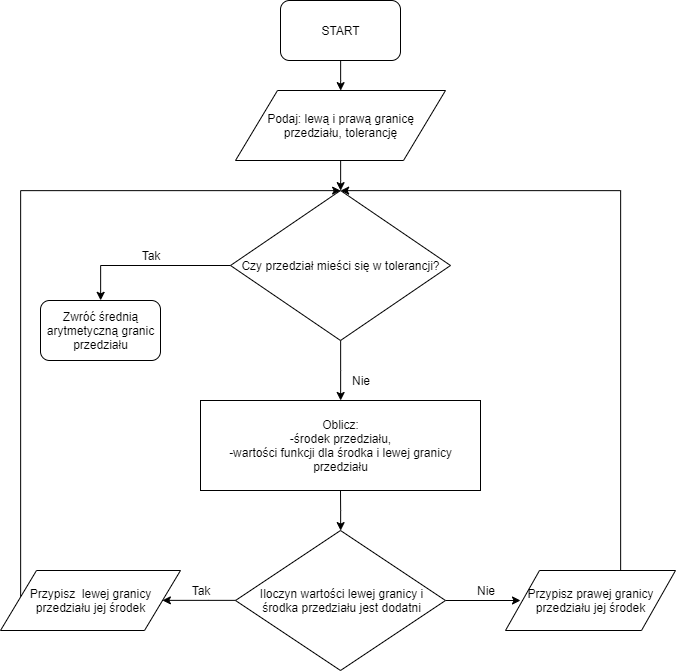 START
Podaj: lewą i prawą granicę
przedziału, tolerancję
Czy przedział mieści się w tolerancji?
Tak
Zwróć średnią
arytmetyczną granic
przedziału
Nie
Oblicz:
-środek przedziału,
-wartości funkcji dla środka i lewej granicy
przedziału
Iloczyn wartości lewej granicy i
środka przedziału jest dodatni
Tak
Przypisz lewej granicy
przedziału jej środek
Nie
Przypisz prawej granicy
przedziału jej środek